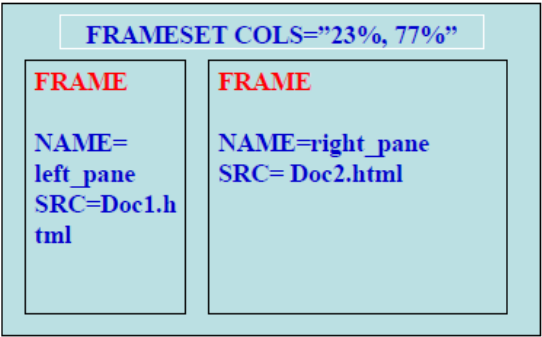 FRAMESET COLS=”23%, 77%”
FRAME
NAME=
left_pane
SRC=Doc1.h
tml
FRAME
NAME=right_pane
SRC= Doc2.html